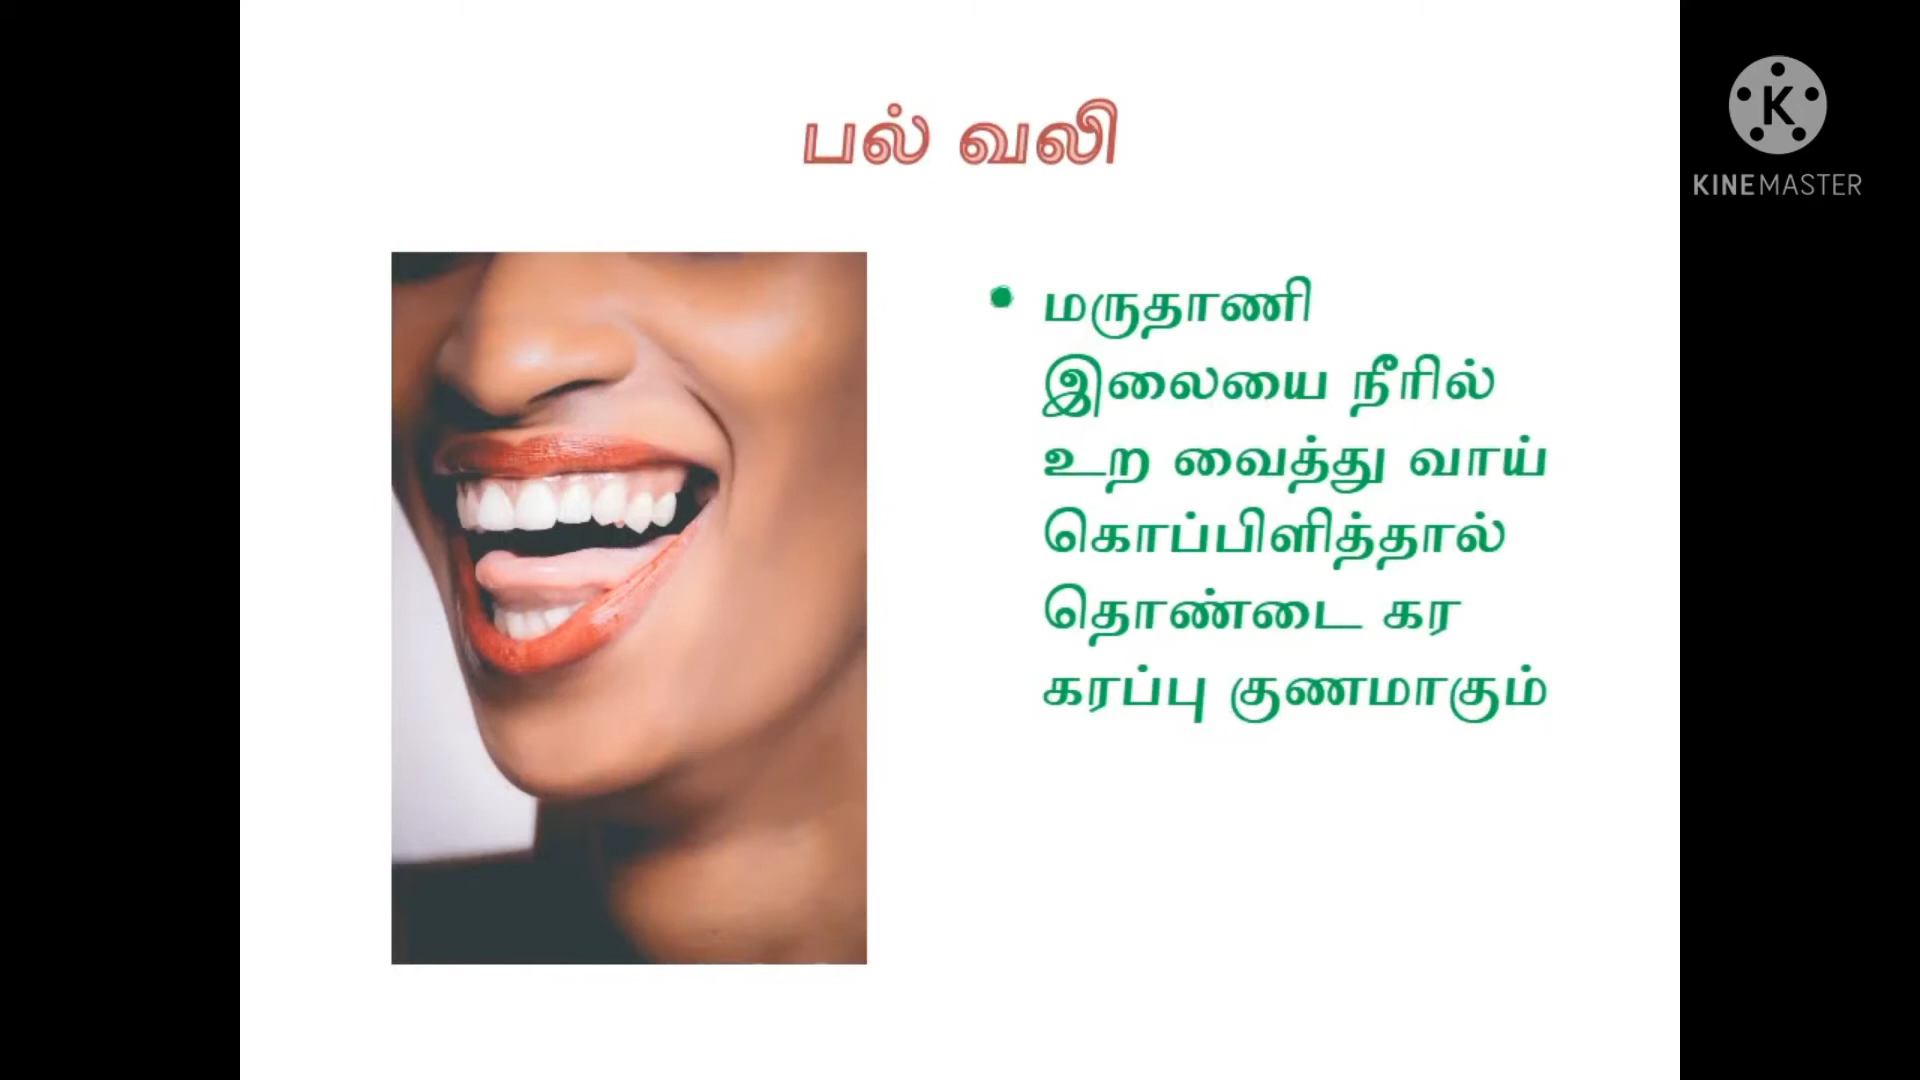 பல் வலி
KINEMASTER
• மருதாணி
இலையை நீரில்
உற வைத்து வாய்
கொப்பிளித்தால்
தொண்டை கர
கரப்பு குணமாகும்